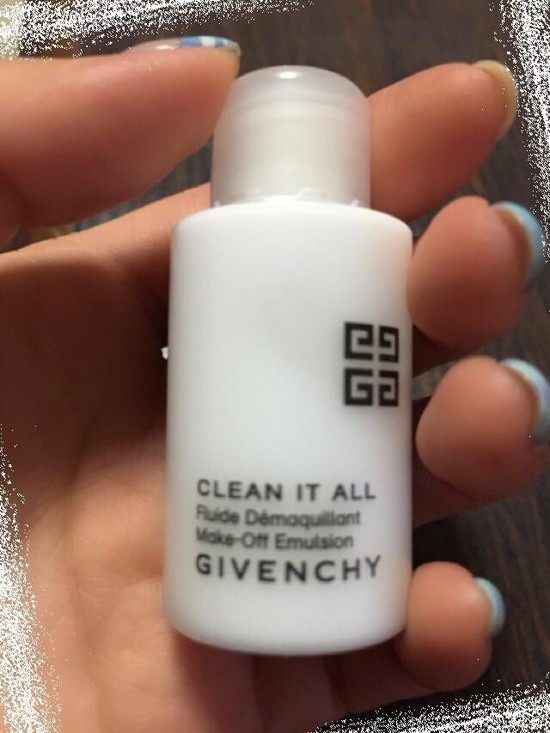 CLEAN IT ALL
Fluide Démaquillant
Make-Off Emulsion
GIVENCHY